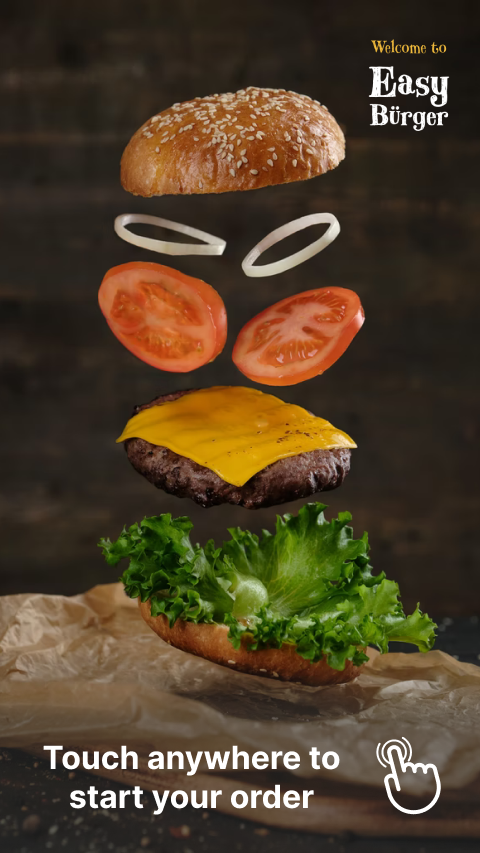 Welcome to
Easy
Bürger
Touch anywhere to
start your order